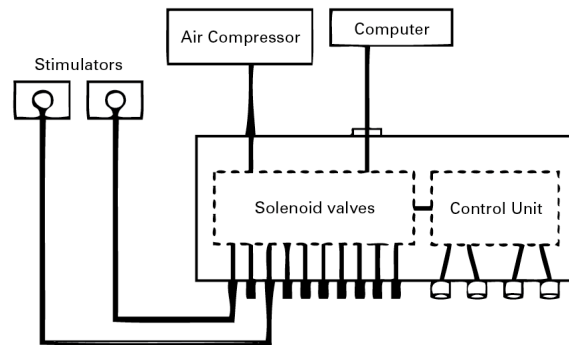 Air Compressor
Computer
Stimulators
Solenoid valves
Control Unit